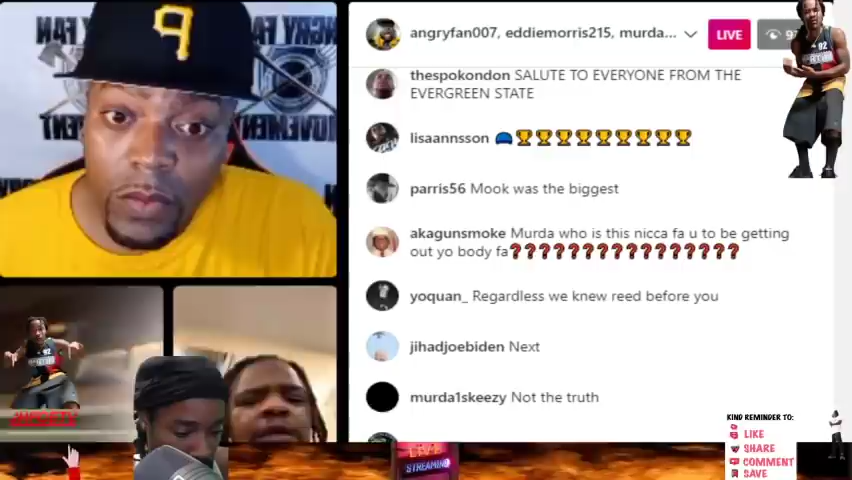 angryfan007, eddiemorris215, murda...
LIVE
thespokondon SALUTE TO EVERYONE FROM THE
EVERGREEN STATE
lisaannsson
parris56 Mook was the biggest
akagunsmoke Murda who is this nicca fa u to be getting
out yo body fa❓❓❓❓❓❓❓❓❓❓❓❓❓❓❓❓
yoquan_ Regardless we knew reed before you
jihadjoebiden Next
murda1skeezy Not the truth
KIND REMINDER TO:
LIKE
SHARE
COMMENT
SAVE
LIVE
STREAMING